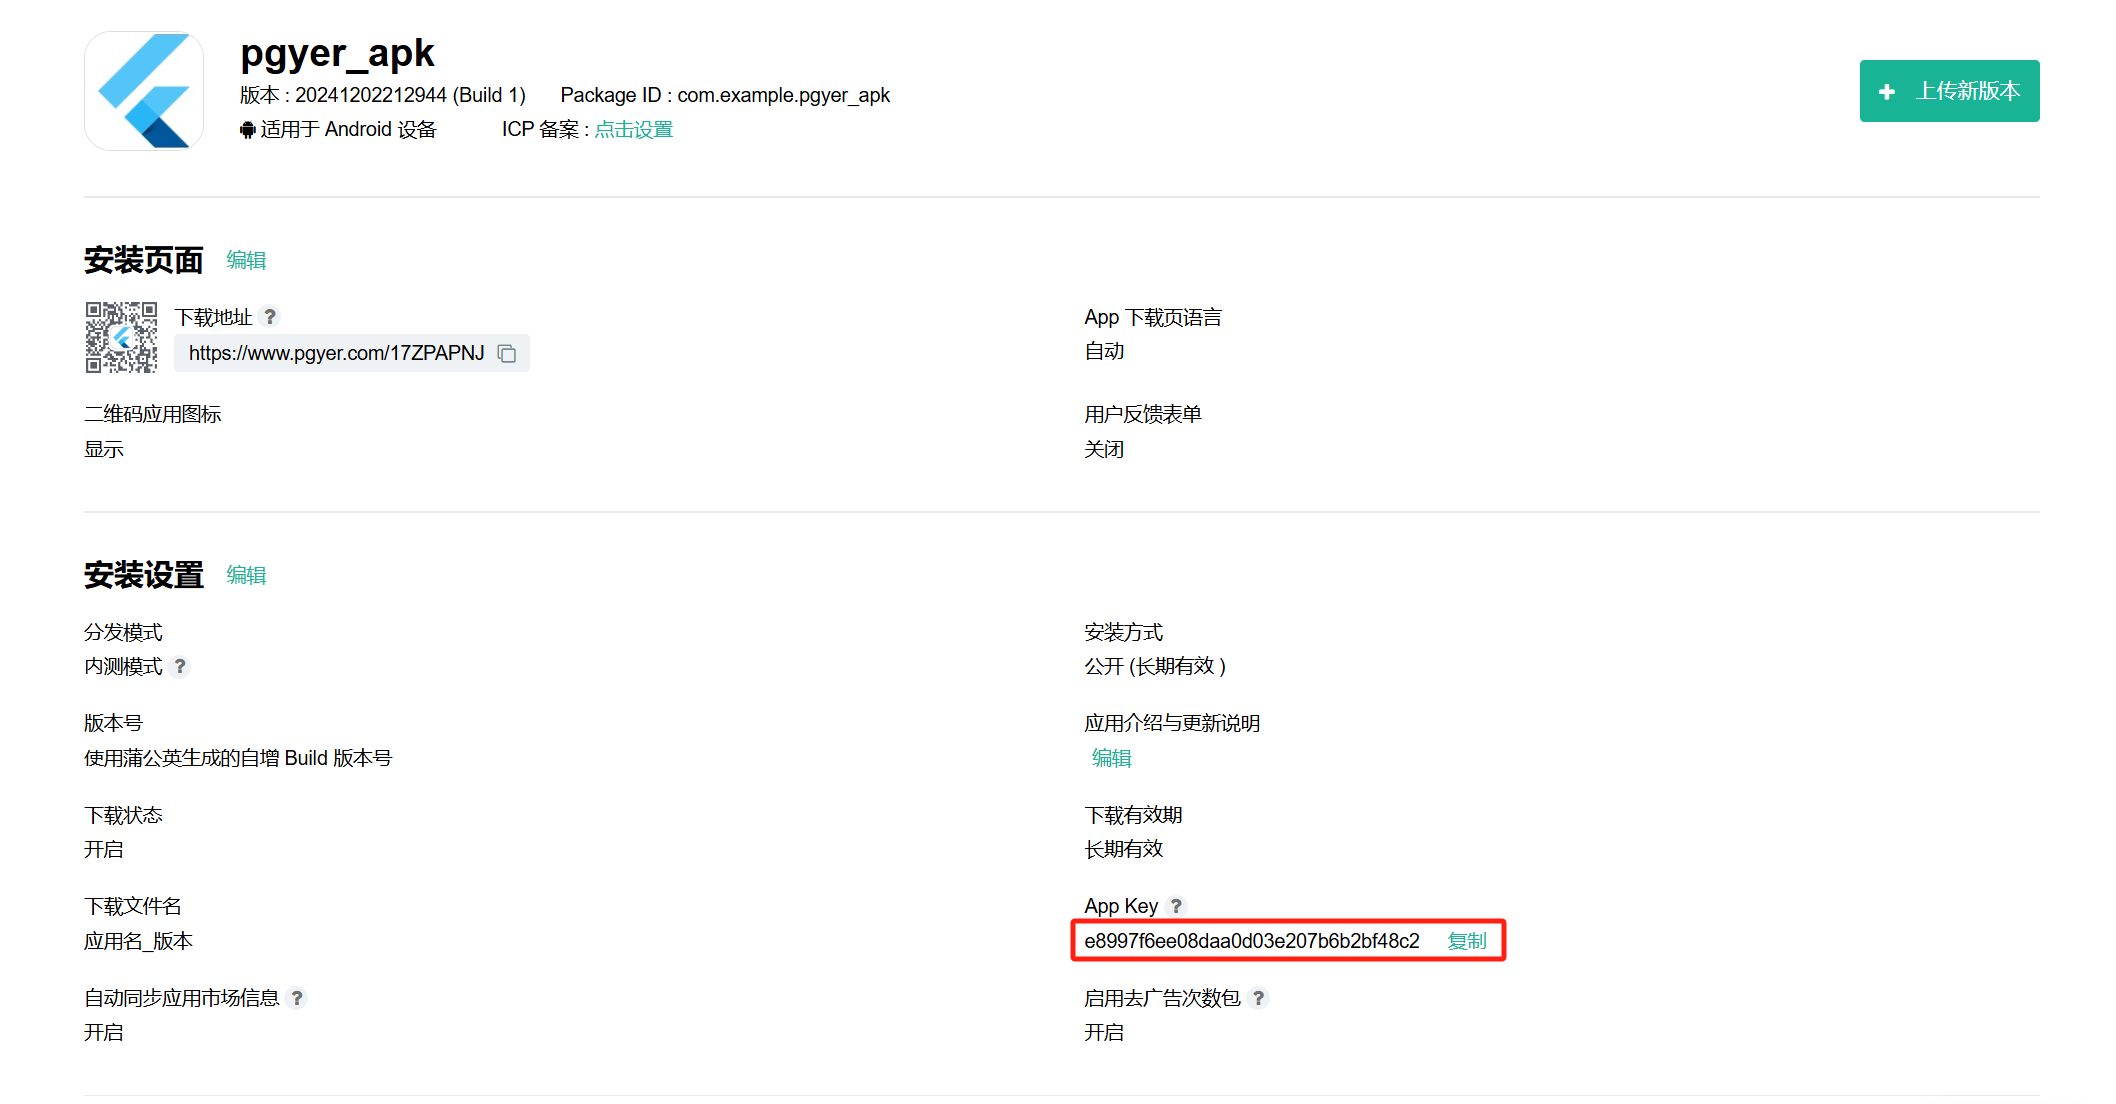 pgyer_apk
版本 : 20241202212944 (Build 1) Package ID : com.example.pgyer_apk
适用于 Android 设备 ICP 备案 : 点击设置
+ 上传新版本
安装页面 编辑
下载地址 ?
https://www.pgyer.com/17ZPAPNJ
App 下载页语言
自动
二维码应用图标
显示
用户反馈表单
关闭
安装设置 编辑
分发模式
内测模式 ?
安装方式
公开 (长期有效 )
版本号
使用蒲公英生成的自增 Build 版本号
应用介绍与更新说明
编辑
下载状态
开启
下载有效期
长期有效
下载文件名
应用名_版本
App Key ?
e8997f6ee08daa0d03e207b6b2bf48c2 复制
自动同步应用市场信息 ?
开启
启用去广告次数包 ?
开启